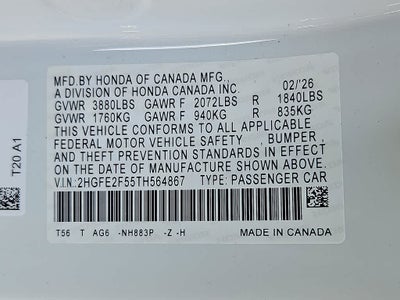 MFD.BY HONDA OF CANADA MFG.,
A DIVISION OF HONDA CANADA INC. 02/'26
GVWR 3880LBS GAWR F 2072LBS R 1840LBS
GVWR 1760KG GAWR F 940KG R 835KG
THIS VEHICLE CONFORMS TO ALL APPLICABLE
FEDERAL MOTOR VEHICLE SAFETY , BUMPER ,
AND THEFT PREVENTION STANDARDS IN EFFECT
ON THE DATE OF MANUFACTURE SHOWN ABOVE.
V.I.N: 2HGFE2F55TH564867 TYPE: PASSENGER CAR
T56 T AG6 -NH883P -Z -H MADE IN CANADA
T20 A1